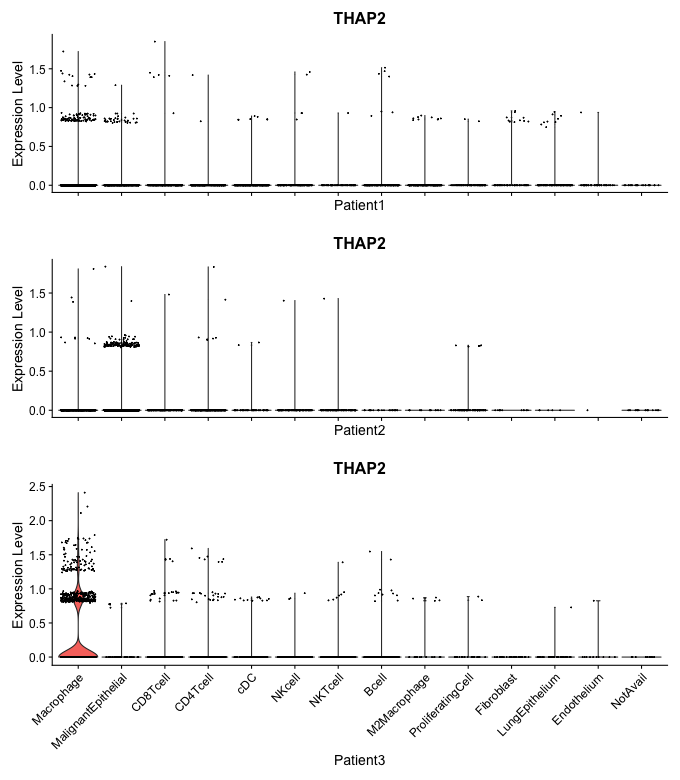 THAP2
Expression Level
1.5
1.0
0.5
0.0
Patient1
THAP2
Expression Level
1.5
1.0
0.5
0.0
Patient2
THAP2
Expression Level
2.5
2.0
1.5
1.0
0.5
0.0
Macrophage
MalignantEpithelial
CD8Tcell
CD4Tcell
cDC
NKcell
NKTcell
Bcell
M2Macrophage
ProliferatingCell
Fibroblast
LungEpithelium
Endothelium
NotAvail
Patient3